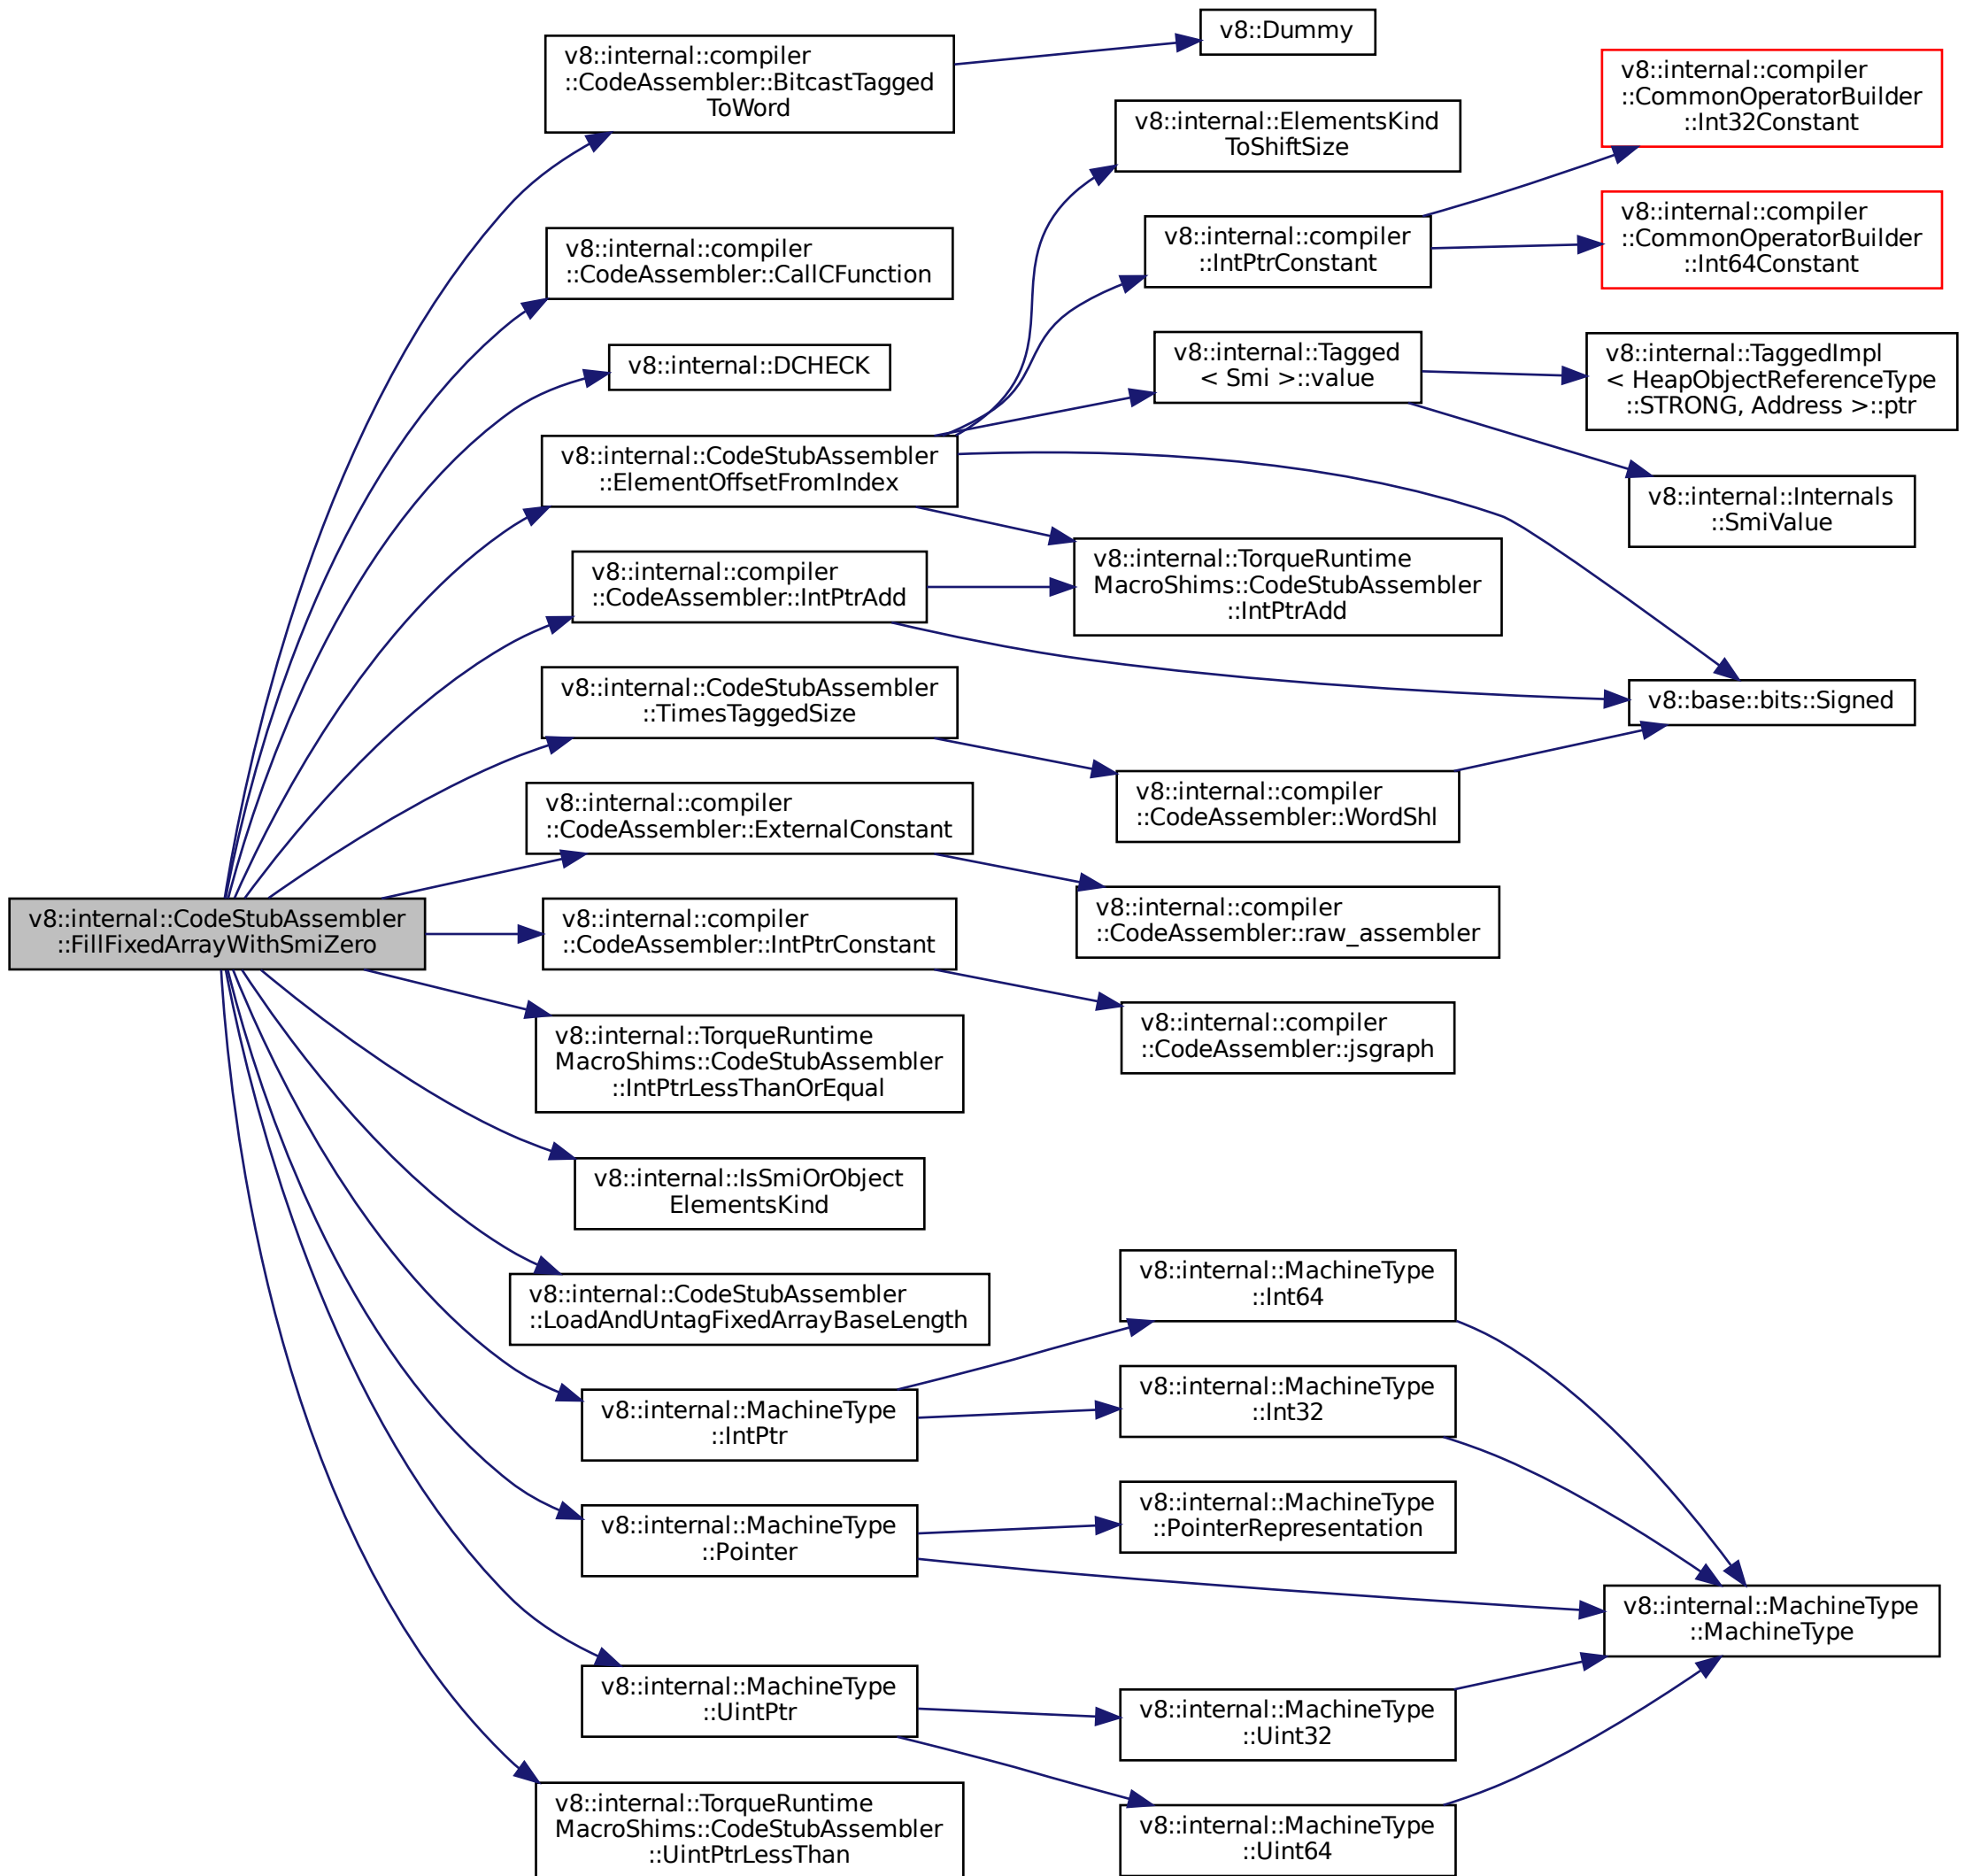 v8::internal::CodeStubAssembler
::FillFixedArrayWithSmiZero
v8::internal::compiler
::CodeAssembler::BitcastTagged
ToWord
v8::Dummy
v8::internal::compiler
::CodeAssembler::CallCFunction
v8::internal::DCHECK
v8::internal::CodeStubAssembler
::ElementOffsetFromIndex
v8::internal::ElementsKind
ToShiftSize
v8::internal::compiler
::IntPtrConstant
v8::internal::compiler
::CommonOperatorBuilder
::Int32Constant
v8::internal::compiler
::CommonOperatorBuilder
::Int64Constant
v8::internal::Tagged
< Smi >::value
v8::internal::TaggedImpl
< HeapObjectReferenceType
::STRONG, Address >::ptr
v8::internal::Internals
::SmiValue
v8::internal::TorqueRuntime
MacroShims::CodeStubAssembler
::IntPtrAdd
v8::base::bits::Signed
v8::internal::compiler
::CodeAssembler::IntPtrAdd
v8::internal::CodeStubAssembler
::TimesTaggedSize
v8::internal::compiler
::CodeAssembler::WordShl
v8::internal::compiler
::CodeAssembler::ExternalConstant
v8::internal::compiler
::CodeAssembler::raw_assembler
v8::internal::compiler
::CodeAssembler::IntPtrConstant
v8::internal::compiler
::CodeAssembler::jsgraph
v8::internal::TorqueRuntime
MacroShims::CodeStubAssembler
::IntPtrLessThanOrEqual
v8::internal::IsSmiOrObject
ElementsKind
v8::internal::CodeStubAssembler
::LoadAndUntagFixedArrayBaseLength
v8::internal::MachineType
::IntPtr
v8::internal::MachineType
::Int64
v8::internal::MachineType
::Int32
v8::internal::MachineType
::Pointer
v8::internal::MachineType
::PointerRepresentation
v8::internal::MachineType
::MachineType
v8::internal::MachineType
::UintPtr
v8::internal::MachineType
::Uint32
v8::internal::MachineType
::Uint64
v8::internal::TorqueRuntime
MacroShims::CodeStubAssembler
::UintPtrLessThan